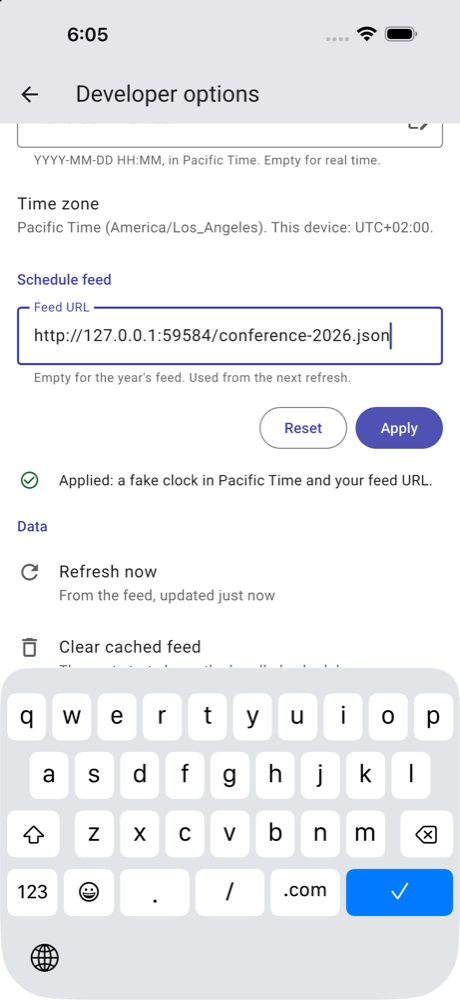 6:05
Developer options
YYYY-MM-DD HH:MM, in Pacific Time. Empty for real time.
Time zone
Pacific Time (America/Los_Angeles). This device: UTC+02:00.
Schedule feed
Feed URL
http://127.0.0.1:59584/conference-2026.json
Empty for the year's feed. Used from the next refresh.
Reset Apply
Applied: a fake clock in Pacific Time and your feed URL.
Data
Refresh now
From the feed, updated just now
Clear cached feed
q w e r t y u i o p
a s d f g h j k l
z x c v b n m
123 . / .com